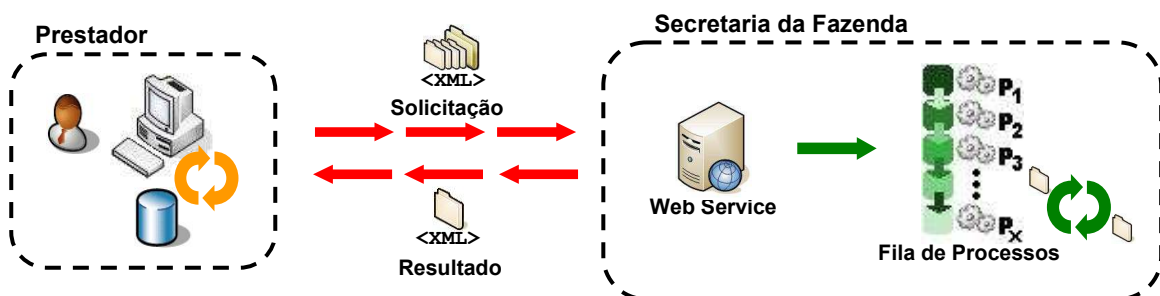 Prestador
Secretaria da Fazenda
<XML>
Solicitação
P1
P2
P3
Px
Web Service
Fila de Processos
<XML>
Resultado